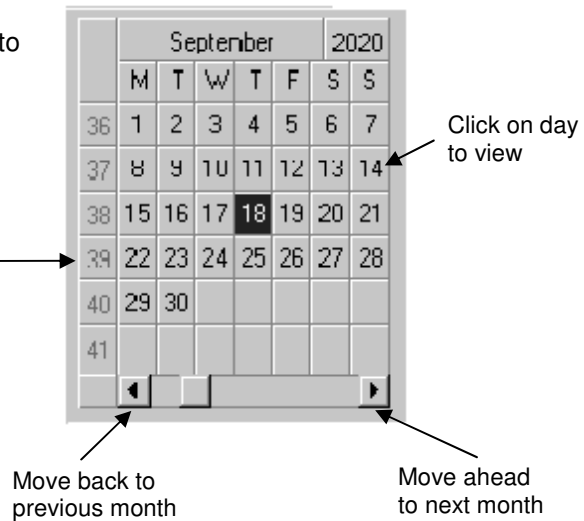 to
September 2020
M T W T F S S
36 1 2 3 4 5 6 7
37 8 9 10 11 12 13 14
38 15 16 17 18 19 20 21
39 22 23 24 25 26 27 28
40 29 30
41
Click on day
to view
Move back to
previous month
Move ahead
to next month